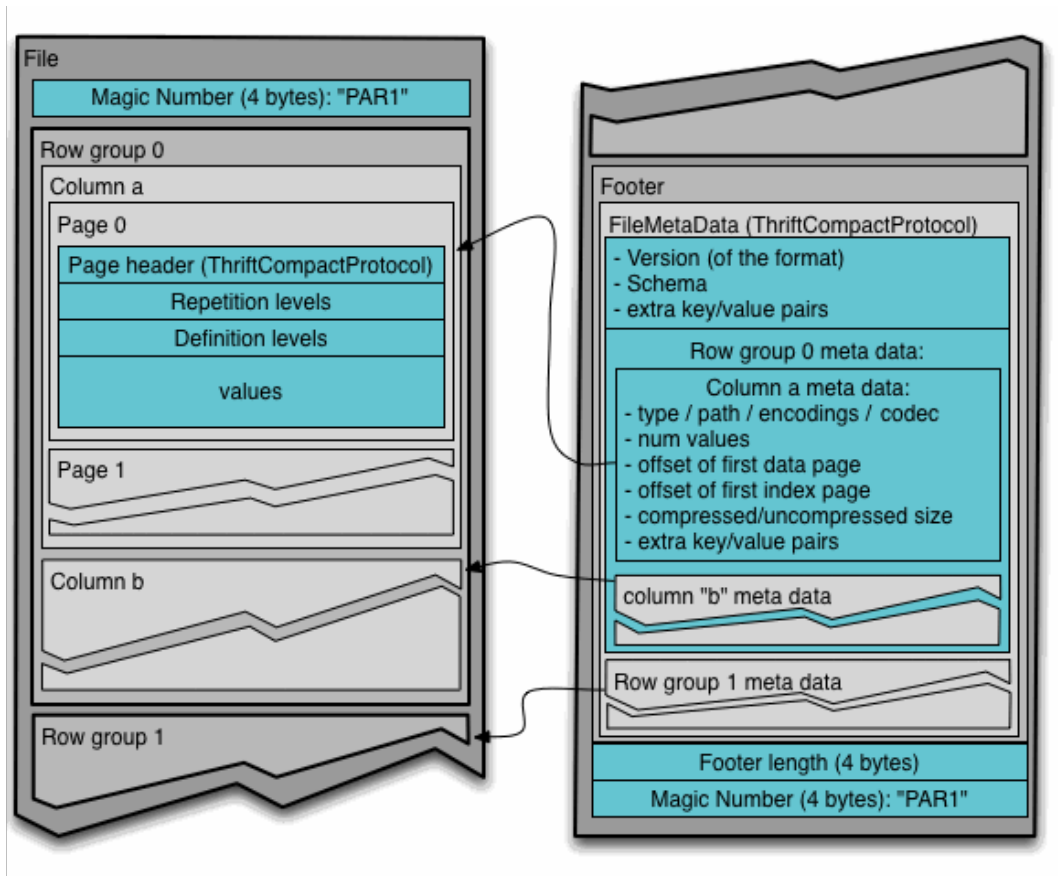 File
Magic Number (4 bytes): "PAR1"
Row group 0
Column a
Page 0
Page header (ThriftCompactProtocol)
Repetition levels
Definition levels
values
Page 1
Column b
Row group 1
Footer
FileMetaData (ThriftCompactProtocol)
- Version (of the format)
- Schema
- extra key/value pairs
Row group 0 meta data:
Column a meta data:
- type / path / encodings / codec
- num values
- offset of first data page
- offset of first index page
- compressed/uncompressed size
- extra key/value pairs
column "b" meta data
Row group 1 meta data
Footer length (4 bytes)
Magic Number (4 bytes): "PAR1"